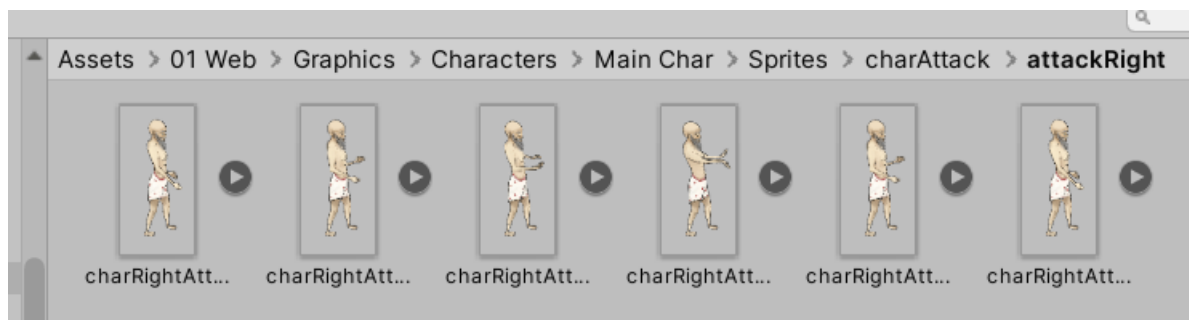 Assets > 01 Web > Graphics > Characters > Main Char > Sprites > charAttack > attackRight
charRightAtt... charRightAtt... charRightAtt... charRightAtt... charRightAtt... charRightAtt...